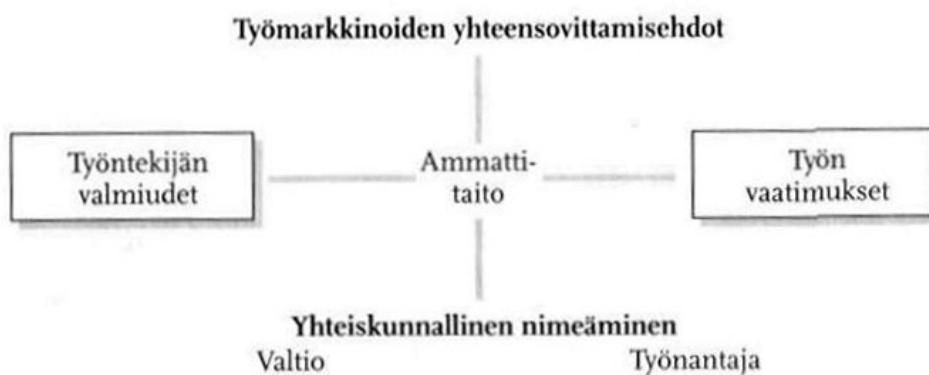 Työmarkkinoiden yhteensovittamisehdot
Työntekijän
valmiudet
Ammatti-
taito
Työn
vaatimukset
Yhteiskunnallinen nimeäminen
Valtio
Työnantaja